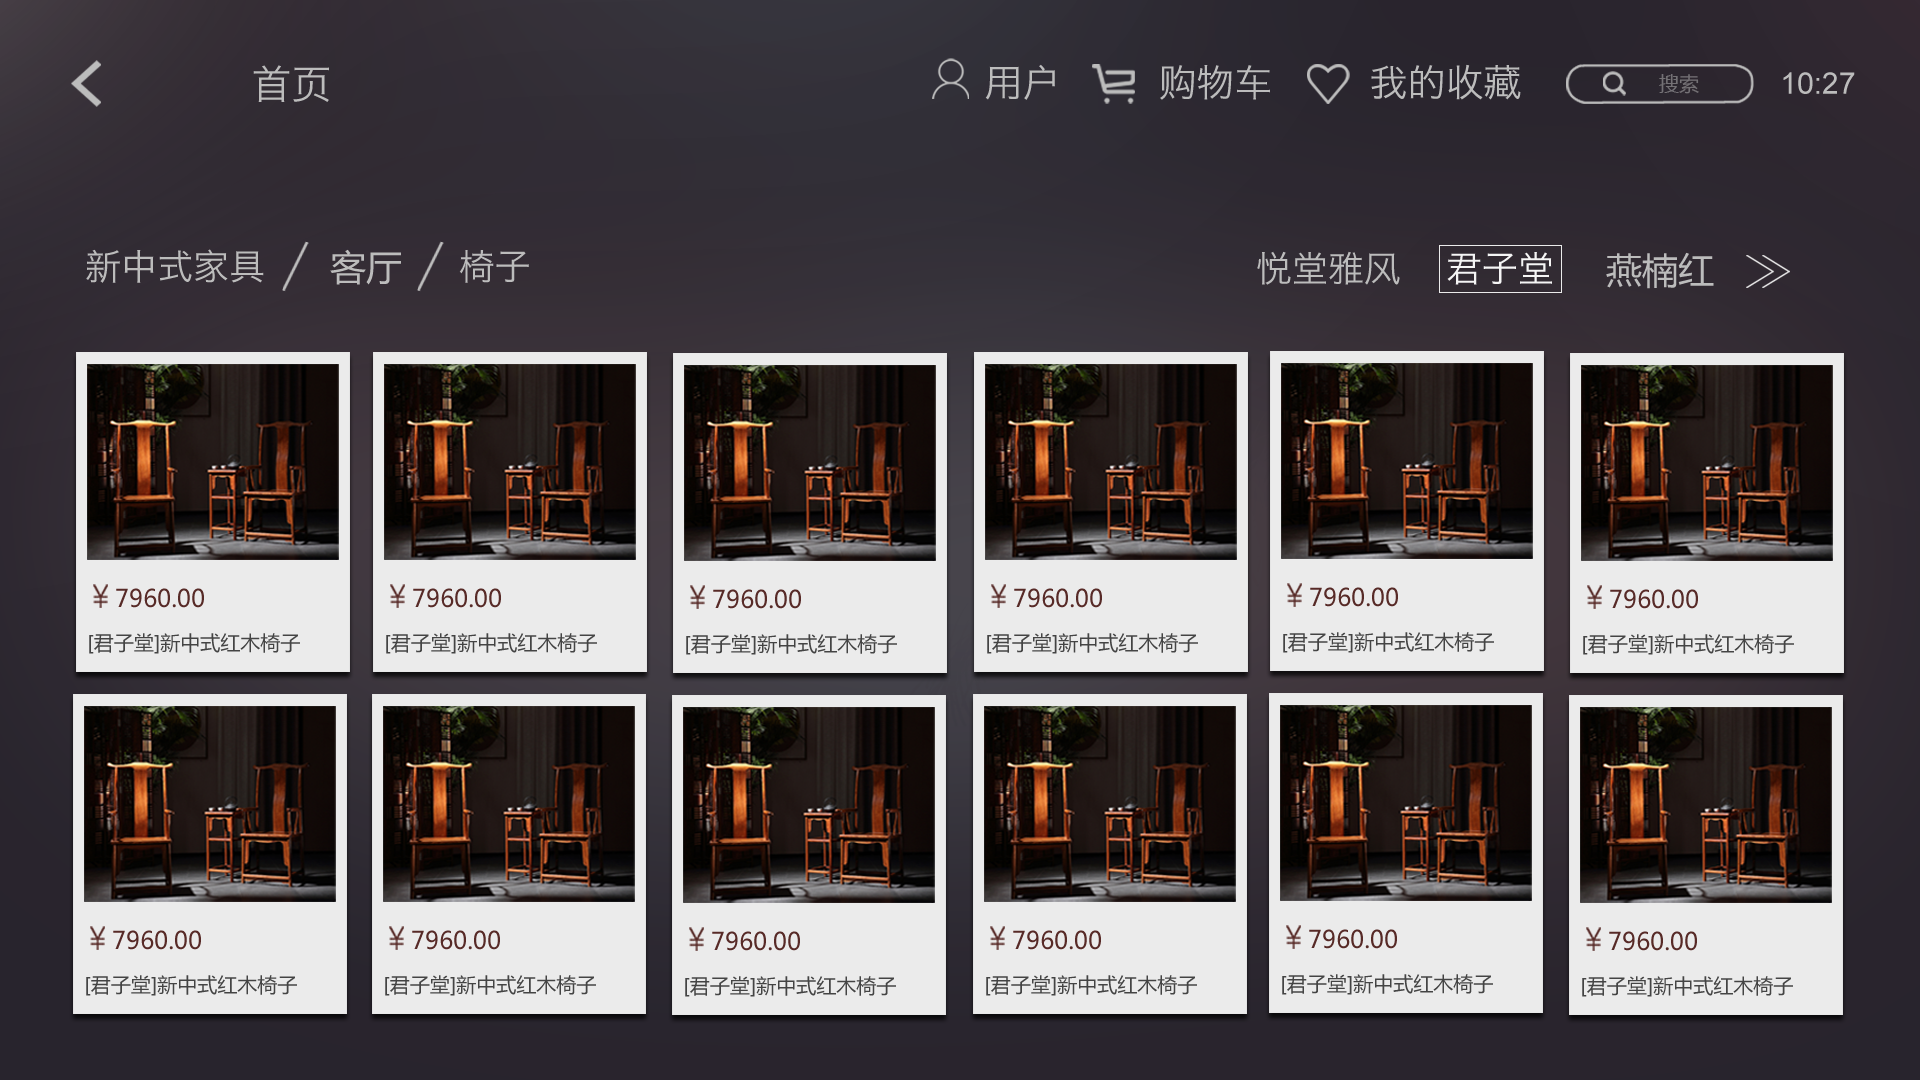 首页 用户 购物车 我的收藏 搜索 10:27
新中式家具 / 客厅 / 椅子 悦堂雅风 君子堂 燕楠红
¥ 7960.00 ¥ 7960.00 ¥ 7960.00 ¥ 7960.00 ¥ 7960.00 ¥ 7960.00
[君子堂]新中式红木椅子 [君子堂]新中式红木椅子 [君子堂]新中式红木椅子 [君子堂]新中式红木椅子 [君子堂]新中式红木椅子 [君子堂]新中式红木椅子
¥ 7960.00 ¥ 7960.00 ¥ 7960.00 ¥ 7960.00 ¥ 7960.00 ¥ 7960.00
[君子堂]新中式红木椅子 [君子堂]新中式红木椅子 [君子堂]新中式红木椅子 [君子堂]新中式红木椅子 [君子堂]新中式红木椅子 [君子堂]新中式红木椅子